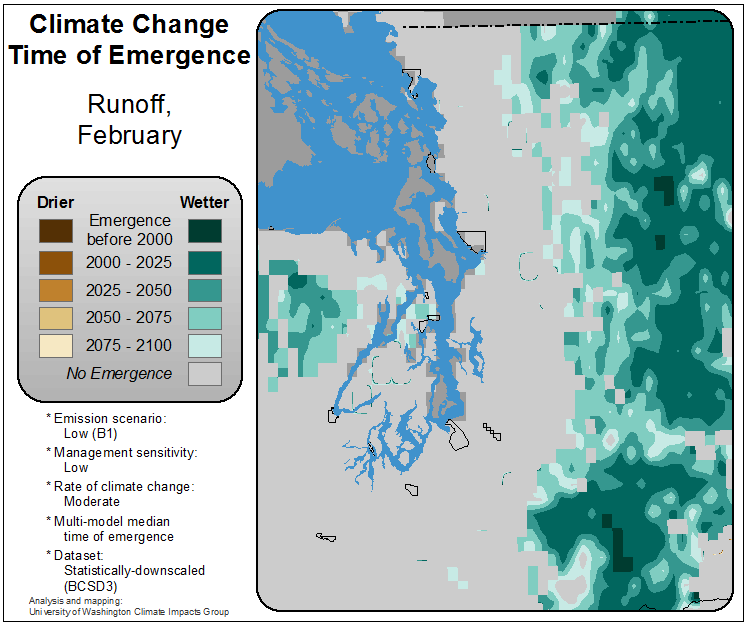 Climate Change
Time of Emergence
Runoff,
February
Drier
Wetter
Emergence
before 2000
2000 - 2025
2025 - 2050
2050 - 2075
2075 - 2100
No Emergence
* Emission scenario:
Low (B1)
* Management sensitivity:
Low
* Rate of climate change:
Moderate
* Multi-model median
time of emergence
* Dataset:
Statistically-downscaled
(BCSD3)
Analysis and mapping:
University of Washington Climate Impacts Group